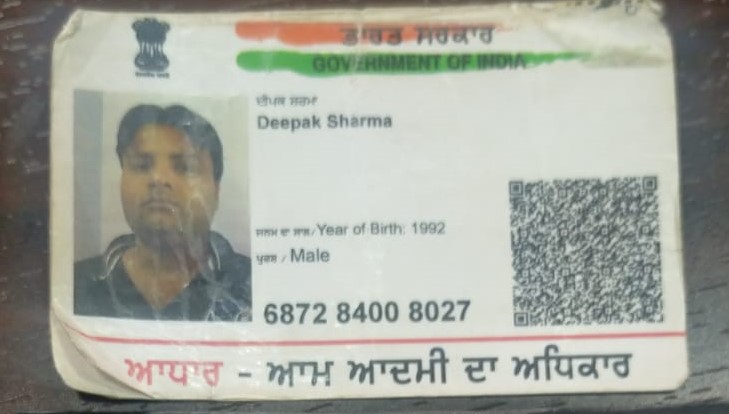 ਭਾਰਤ ਸਰਕਾਰ
GOVERNMENT OF INDIA
ਦੀਪਕ ਸ਼ਰਮਾ
Deepak Sharma
ਜਨਮ ਦਾ ਸਾਲ/Year of Birth: 1992
ਪੁਰਸ਼ / Male
6872 8400 8027
ਆਧਾਰ - ਆਮ ਆਦਮੀ ਦਾ ਅਧਿਕਾਰ